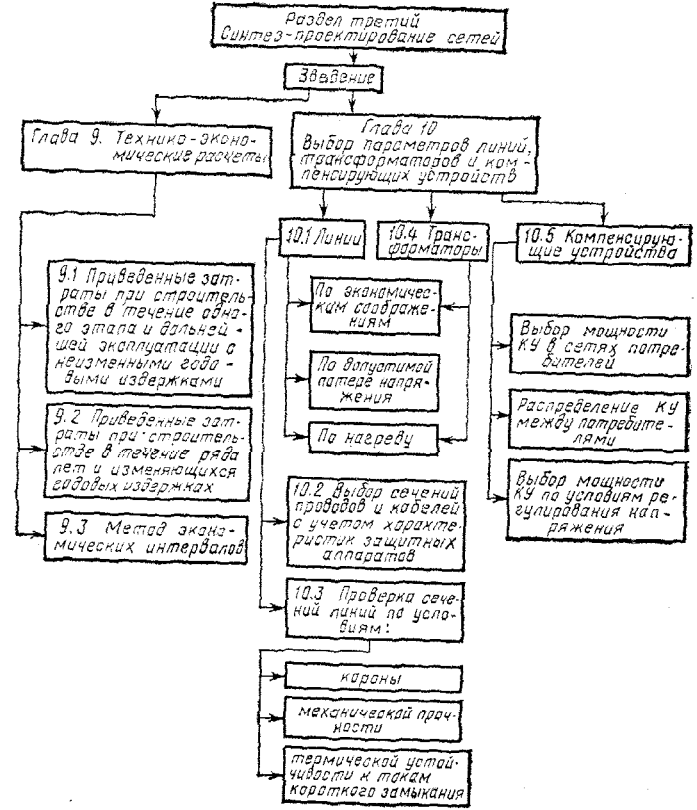 Раздел третий
Синтез-проектирование сетей
Введение
Глава 9. Технико-эконо-
мические расчеты
Глава 10
Выбор параметров линий,
трансформаторов и ком-
пенсирующих устройств
10.1 Линии
10.4 Транс-
форматоры
10.5 Компенсирую-
щие устройства
9.1 Приведенные зат-
раты при строитель-
стве в течение одно-
го этапа и дальней-
шей эксплуатации с
неизменными годо-
выми издержками
По экономичес-
ким соображе-
ниям
Выбор мощности
КУ в сетях потре-
бителей
По допустимой
потере напря-
жения
Распределение КУ
между потребите-
лями
9.2 Приведенные зат-
раты при строитель-
стве в течение ряда
лет и изменяющихся
годовых издержках
По нагреву
10.2 Выбор сечений
проводов и кабелей
с учетом характе-
ристик защитных
аппаратов
Выбор мощности
КУ по условиям ре-
гулирования нап-
ряжения
9.3 Метод эконо-
мических интервалов
10.3 Проверка сече-
ний линий по усло-
виям:
короны
механической проч-
ности
термической устой-
чивости к токам
короткого замыкания